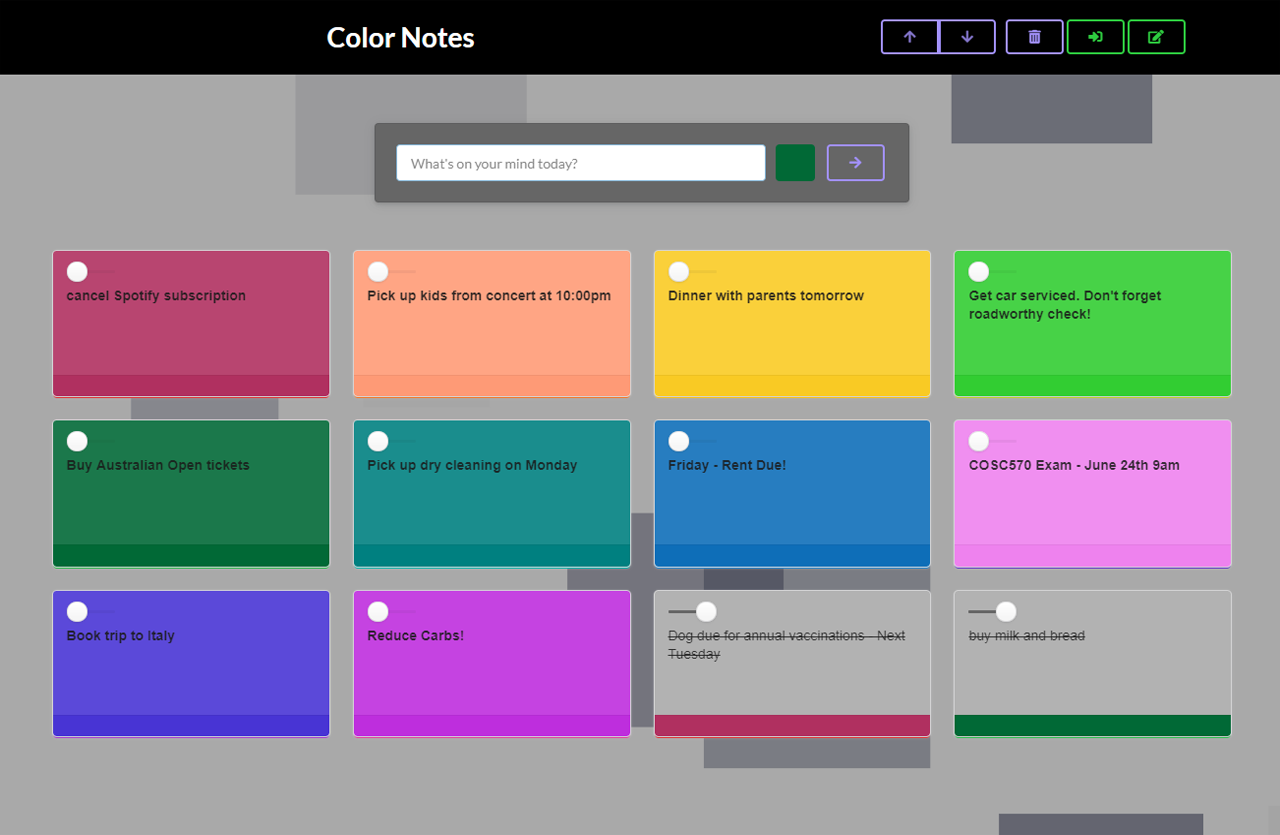 Color Notes
What's on your mind today?
cancel Spotify subscription
Pick up kids from concert at 10:00pm
Dinner with parents tomorrow
Get car serviced. Don't forget
roadworthy check!
Buy Australian Open tickets
Pick up dry cleaning on Monday
Friday - Rent Due!
COSC570 Exam - June 24th 9am
Book trip to Italy
Reduce Carbs!
Dog due for annual vaccinations - Next
Tuesday
buy milk and bread